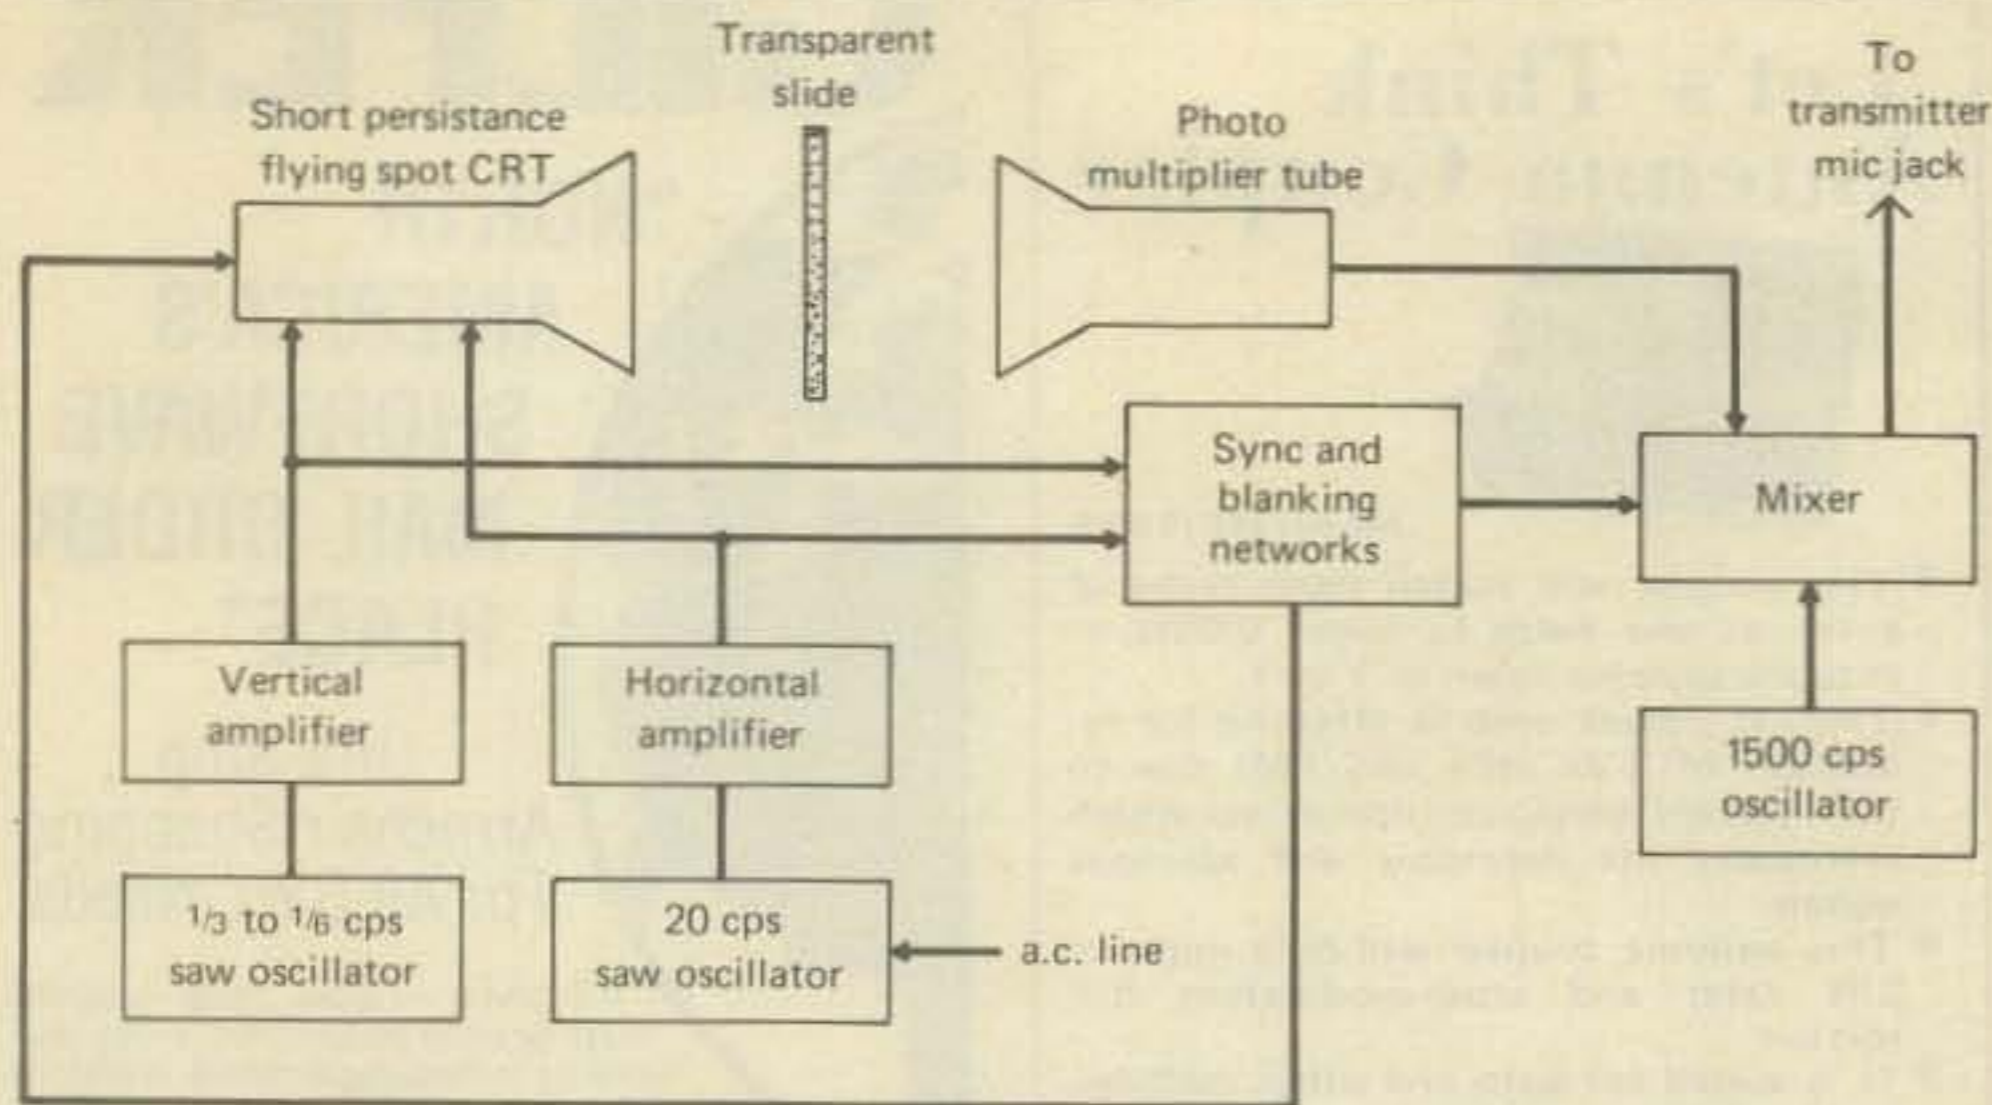 Transparent
slide
Short persistance
flying spot CRT
Photo
multiplier tube
To
transmitter
mic jack
Sync and
blanking
networks
Mixer
Vertical
amplifier
Horizontal
amplifier
1500 cps
oscillator
1/3 to 1/6 cps
saw oscillator
20 cps
saw oscillator
a.c. line